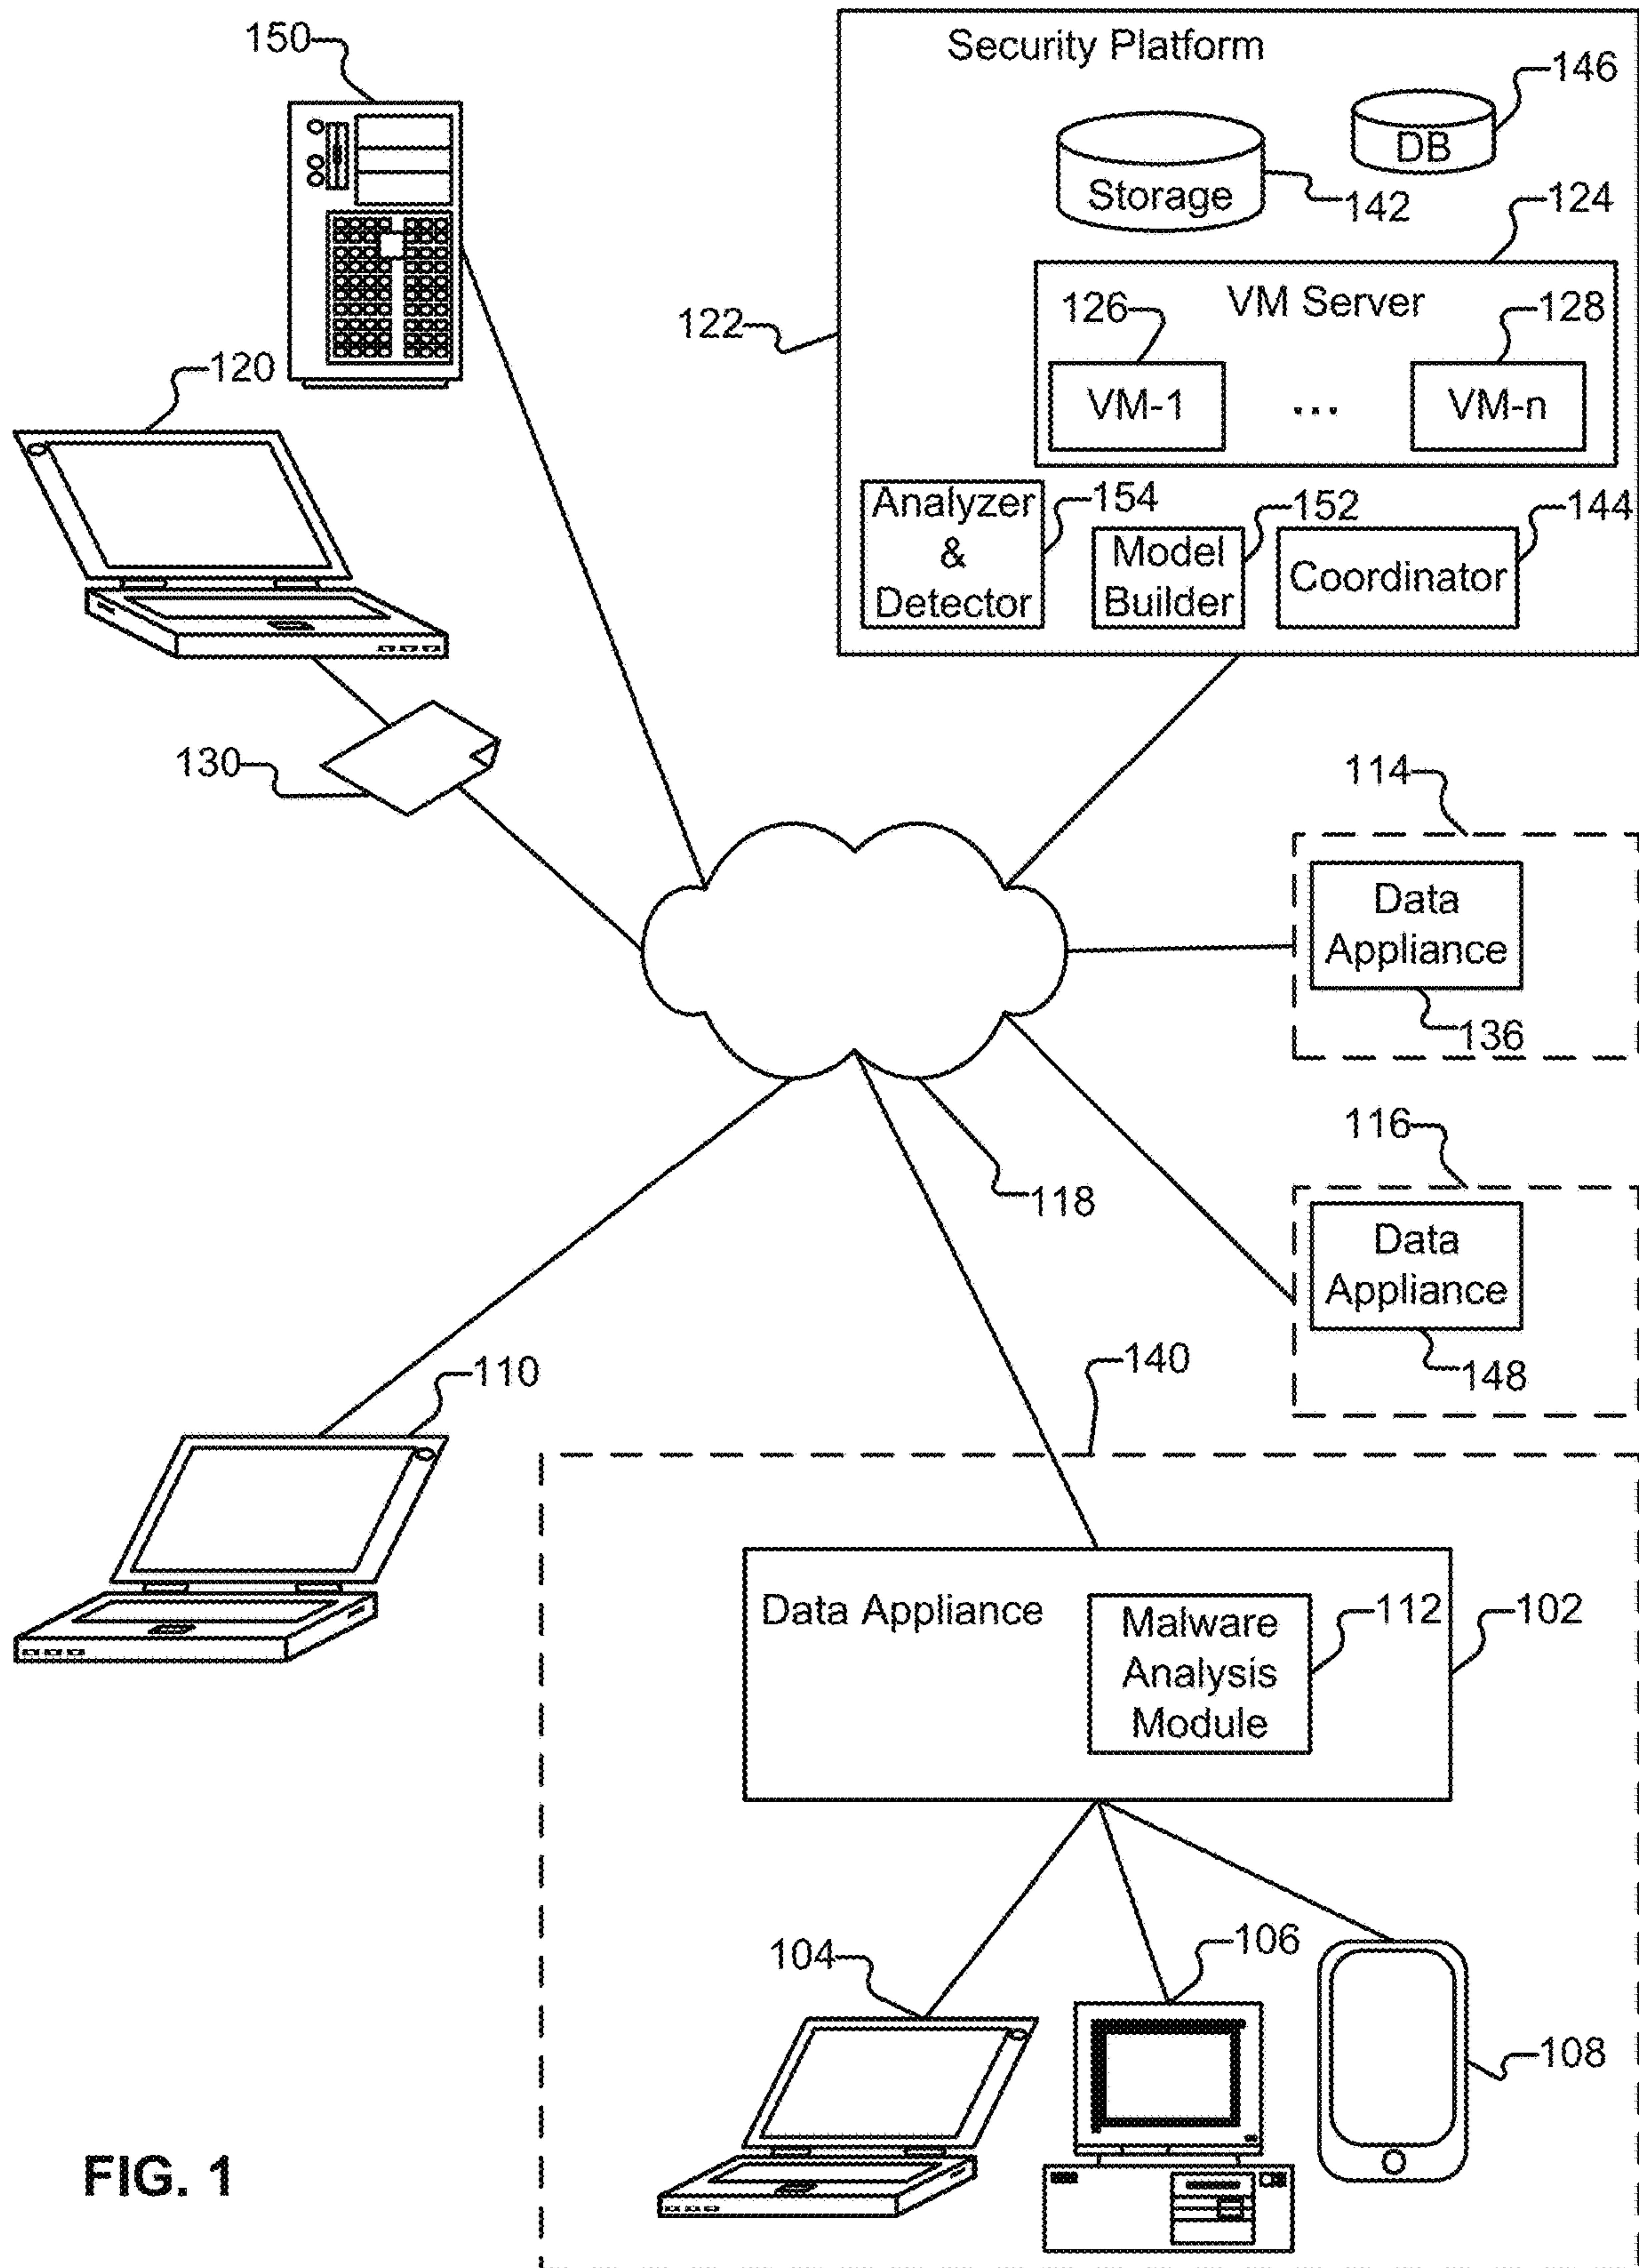 150
Security Platform
146
DB
Storage
142
124
122
126
VM Server
128
VM-1
...
VM-n
120
Analyzer
&
Detector
154
Model
Builder
152
Coordinator
144
130
114
Data
Appliance
136
116
118
Data
Appliance
148
140
110
Data Appliance
Malware
Analysis
Module
112
102
104
106
108
FIG. 1